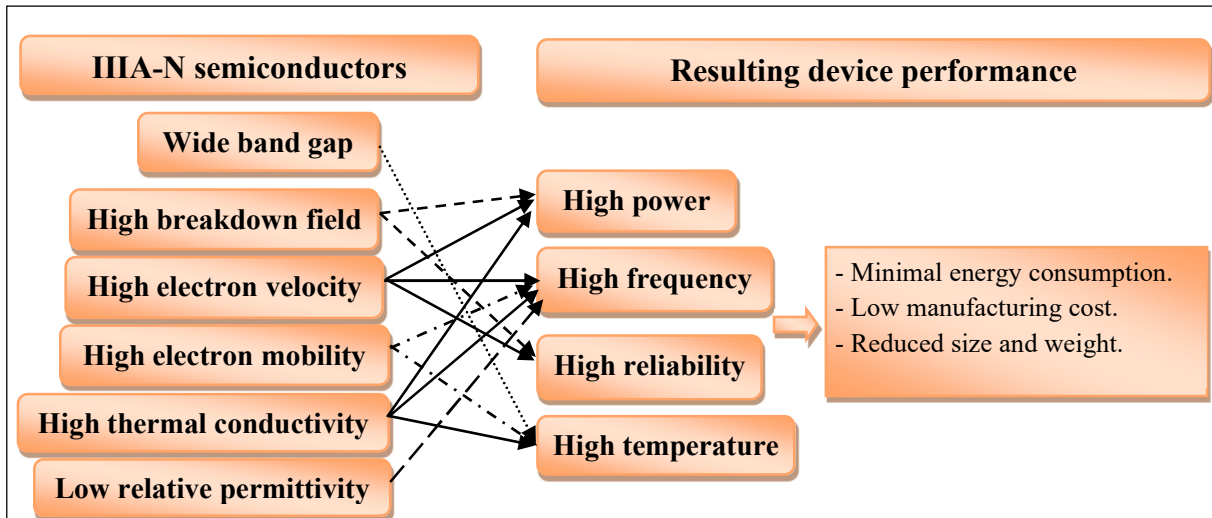 IIIA-N semiconductors
Resulting device performance
Wide band gap
High breakdown field
High electron velocity
High electron mobility
High thermal conductivity
Low relative permittivity
High power
High frequency
High reliability
High temperature
- Minimal energy consumption.
- Low manufacturing cost.
- Reduced size and weight.